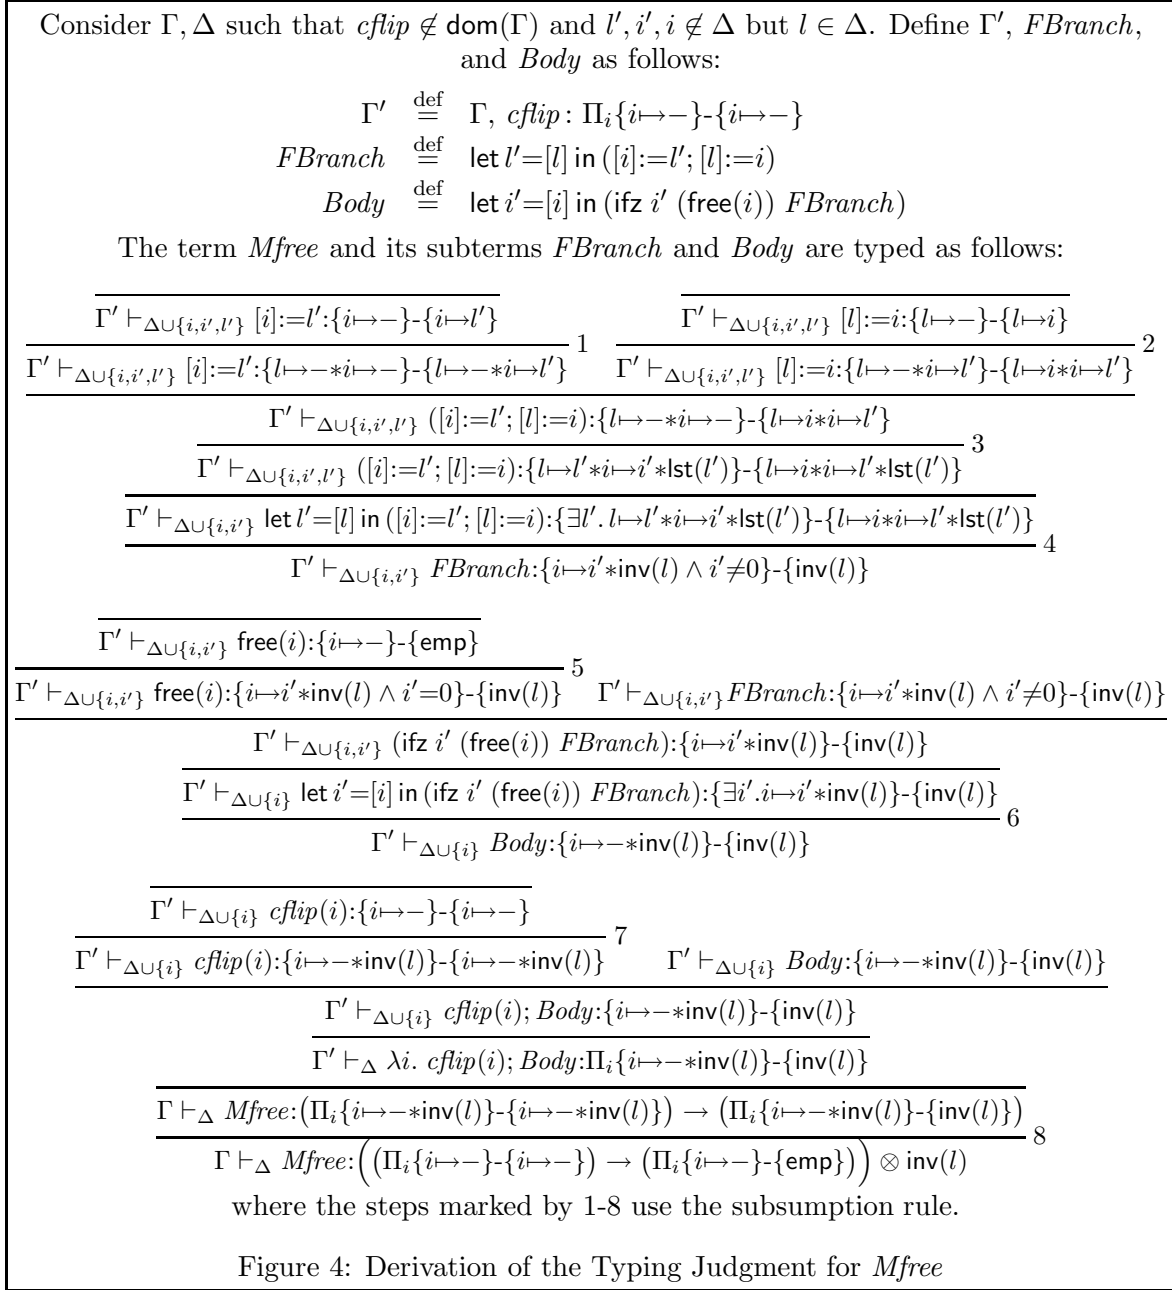 Consider Γ, Δ such that cflip ∉ dom(Γ) and l′, i′, i ∉ Δ but l ∈ Δ. Define Γ′, FBranch,
and Body as follows:
Γ′ def= Γ, cflip : Π_i{i↦−}-{i↦−}
FBranch def= let l′=[l] in ([i]:=l′; [l]:=i)
Body def= let i′=[i] in (ifz i′ (free(i)) FBranch)
The term Mfree and its subterms FBranch and Body are typed as follows:
Γ′ ⊢_{Δ∪{i,i′,l′}} [i]:=l′:{i↦−}-{i↦l′} Γ′ ⊢_{Δ∪{i,i′,l′}} [l]:=i:{l↦−}-{l↦i}
1 2
Γ′ ⊢_{Δ∪{i,i′,l′}} [i]:=l′:{l↦−∗i↦−}-{l↦−∗i↦l′} Γ′ ⊢_{Δ∪{i,i′,l′}} [l]:=i:{l↦−∗i↦l′}-{l↦i∗i↦l′}
Γ′ ⊢_{Δ∪{i,i′,l′}} ([i]:=l′; [l]:=i):{l↦−∗i↦−}-{l↦i∗i↦l′}
3
Γ′ ⊢_{Δ∪{i,i′,l′}} ([i]:=l′; [l]:=i):{l↦l′∗i↦i′∗lst(l′)}-{l↦i∗i↦l′∗lst(l′)}
Γ′ ⊢_{Δ∪{i,i′}} let l′=[l] in ([i]:=l′; [l]:=i):{∃l′. l↦l′∗i↦i′∗lst(l′)}-{l↦i∗i↦l′∗lst(l′)}
4
Γ′ ⊢_{Δ∪{i,i′}} FBranch:{i↦i′∗inv(l) ∧ i′≠0}-{inv(l)}
Γ′ ⊢_{Δ∪{i,i′}} free(i):{i↦−}-{emp}
5
Γ′ ⊢_{Δ∪{i,i′}} free(i):{i↦i′∗inv(l) ∧ i′=0}-{inv(l)} Γ′ ⊢_{Δ∪{i,i′}} FBranch:{i↦i′∗inv(l) ∧ i′≠0}-{inv(l)}
Γ′ ⊢_{Δ∪{i,i′}} (ifz i′ (free(i)) FBranch):{i↦i′∗inv(l)}-{inv(l)}
Γ′ ⊢_{Δ∪{i}} let i′=[i] in (ifz i′ (free(i)) FBranch):{∃i′.i↦i′∗inv(l)}-{inv(l)}
6
Γ′ ⊢_{Δ∪{i}} Body:{i↦−∗inv(l)}-{inv(l)}
Γ′ ⊢_{Δ∪{i}} cflip(i):{i↦−}-{i↦−}
7
Γ′ ⊢_{Δ∪{i}} cflip(i):{i↦−∗inv(l)}-{i↦−∗inv(l)} Γ′ ⊢_{Δ∪{i}} Body:{i↦−∗inv(l)}-{inv(l)}
Γ′ ⊢_{Δ∪{i}} cflip(i); Body:{i↦−∗inv(l)}-{inv(l)}
Γ′ ⊢_Δ λi. cflip(i); Body:Π_i{i↦−∗inv(l)}-{inv(l)}
Γ ⊢_Δ Mfree:(Π_i{i↦−∗inv(l)}-{i↦−∗inv(l)}) → (Π_i{i↦−∗inv(l)}-{inv(l)})
8
Γ ⊢_Δ Mfree:((Π_i{i↦−}-{i↦−}) → (Π_i{i↦−}-{emp})) ⊗ inv(l)
where the steps marked by 1-8 use the subsumption rule.
Figure 4: Derivation of the Typing Judgment for Mfree